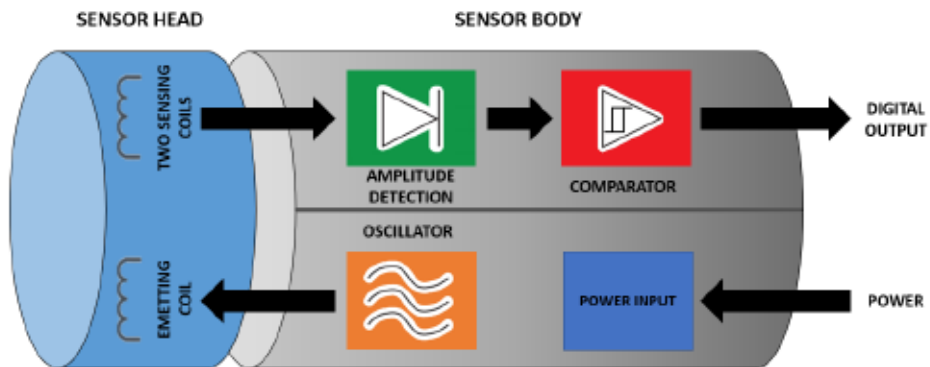 SENSOR HEAD
SENSOR BODY
TWO SENSING
COILS
AMPLITUDE
DETECTION
COMPARATOR
DIGITAL
OUTPUT
EMETTING
COIL
OSCILLATOR
POWER INPUT
POWER